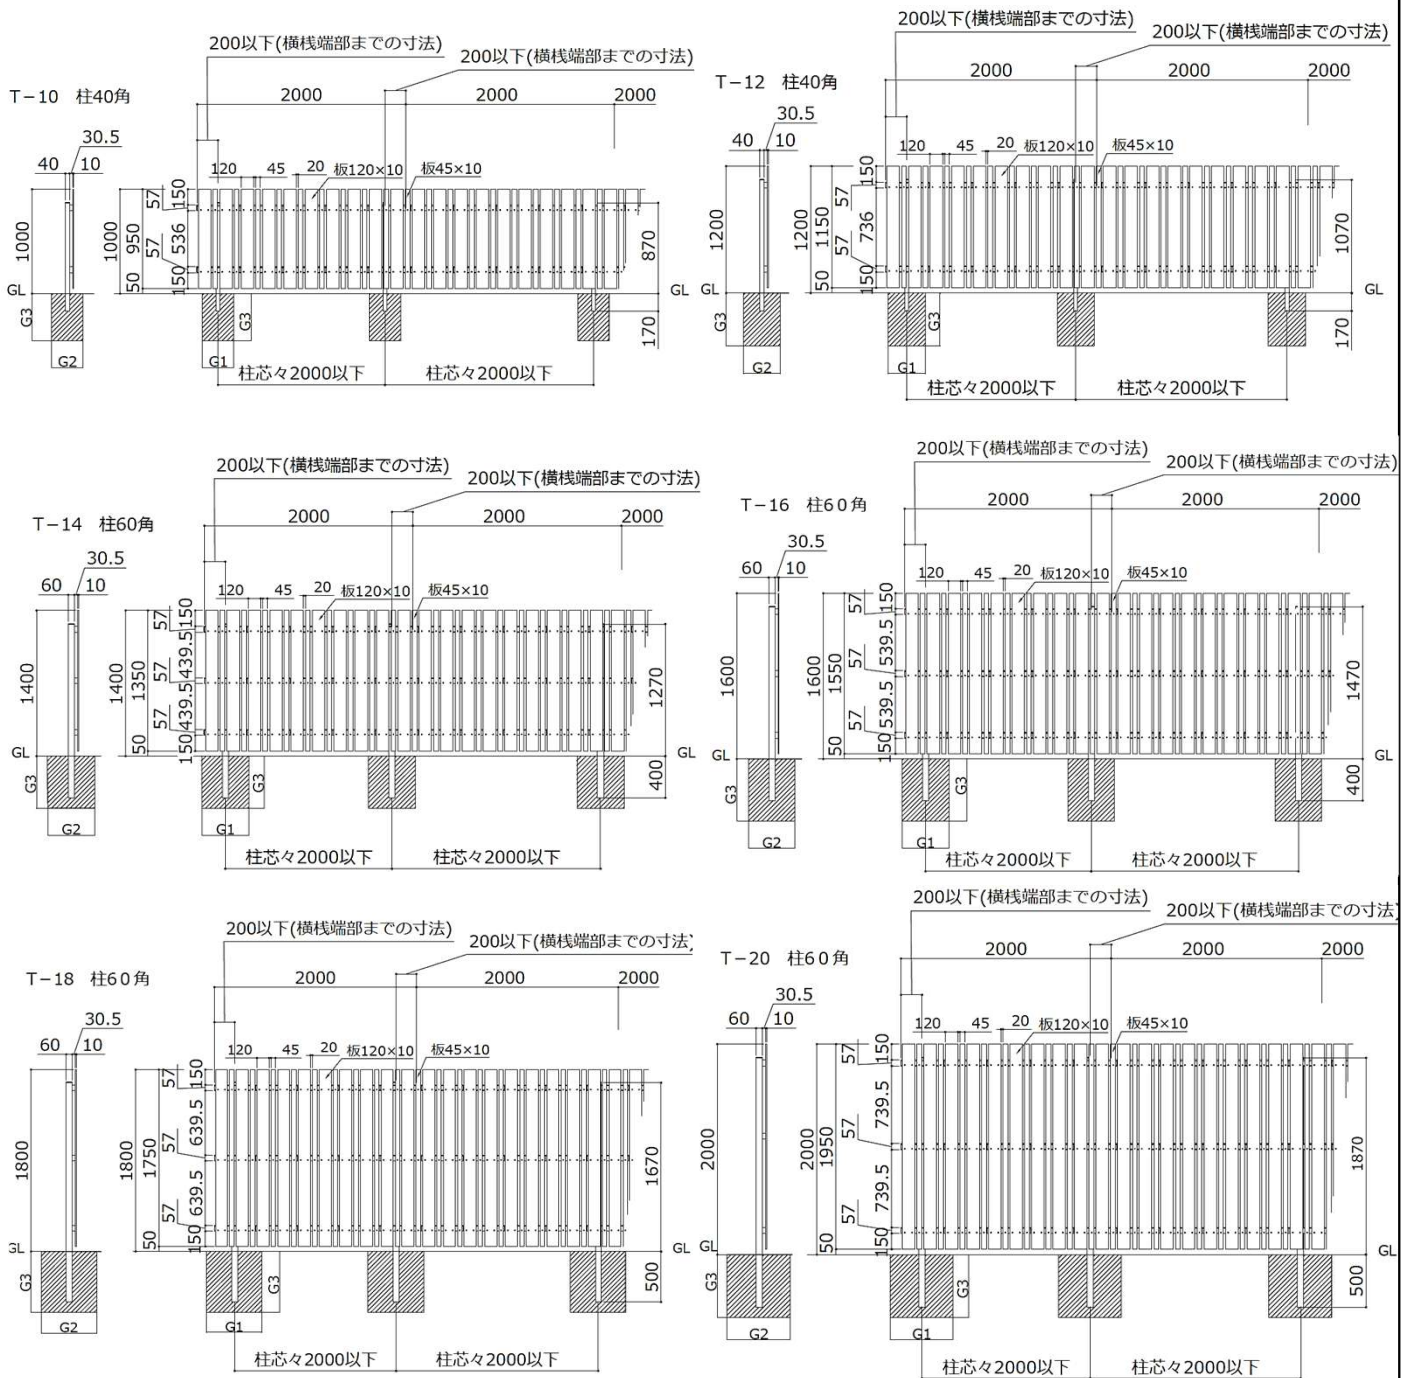 200以下(横桟端部までの寸法)
200以下(横桟端部までの寸法)
T－10　柱40角
2000
2000
2000
30.5
40
10
120
45
20
板120×10
板45×10
1000
1000
950
50
57
150
536
57
150
870
170
GL
G3
G2
G1
G3
柱芯々2000以下
柱芯々2000以下
200以下(横桟端部までの寸法)
200以下(横桟端部までの寸法)
T－12　柱40角
2000
2000
2000
30.5
40
10
120
45
20
板120×10
板45×10
1200
1200
1150
50
150
57
736
57
150
1070
170
GL
GL
G3
G2
G1
G3
柱芯々2000以下
柱芯々2000以下
200以下(横桟端部までの寸法)
200以下(横桟端部までの寸法)
T－14　柱60角
2000
2000
2000
30.5
60
10
120
45
20
板120×10
板45×10
1400
1400
1350
50
57
150
439.5
57
439.5
57
150
1270
400
GL
G3
G2
G1
G3
柱芯々2000以下
柱芯々2000以下
200以下(横桟端部までの寸法)
200以下(横桟端部までの寸法)
T－16　柱６０角
2000
2000
2000
30.5
60
10
120
45
20
板120×10
板45×10
1600
1600
1550
50
57
150
539.5
57
539.5
57
150
1470
400
GL
GL
G3
G2
G1
G3
柱芯々2000以下
柱芯々2000以下
200以下(横桟端部までの寸法)
200以下(横桟端部までの寸法)
T－18　柱６０角
2000
2000
2000
30.5
60
10
120
45
20
板120×10
板45×10
1800
1800
1750
50
57
150
639.5
57
639.5
57
150
1670
500
GL
GL
G3
G2
G1
G3
柱芯々2000以下
柱芯々2000以下
200以下(横桟端部までの寸法)
200以下(横桟端部までの寸法)
T－20　柱６０角
2000
2000
2000
30.5
60
10
120
45
20
板120×10
板45×10
2000
2000
1950
50
57
150
739.5
57
739.5
57
150
1870
500
GL
GL
G3
G2
G1
G3
柱芯々2000以下
柱芯々2000以下